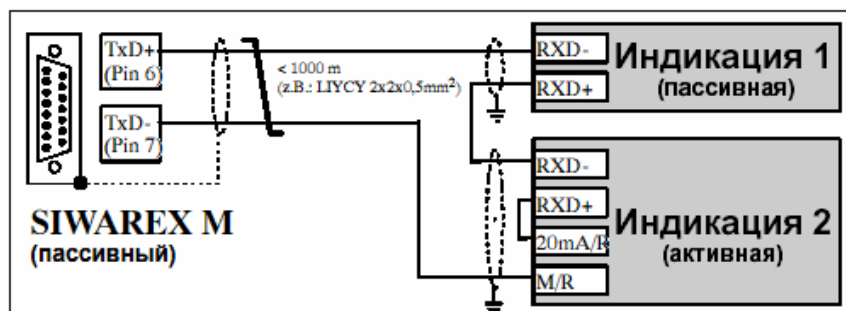 TxD+
(Pin 6)
TxD-
(Pin 7)
SIWAREX M
(пассивный)
< 1000 m
(z.B.: LIYCY 2x2x0,5mm²)
RXD-
RXD+
Индикация 1
(пассивная)
RXD-
RXD+
20mA/R
M/R
Индикация 2
(активная)